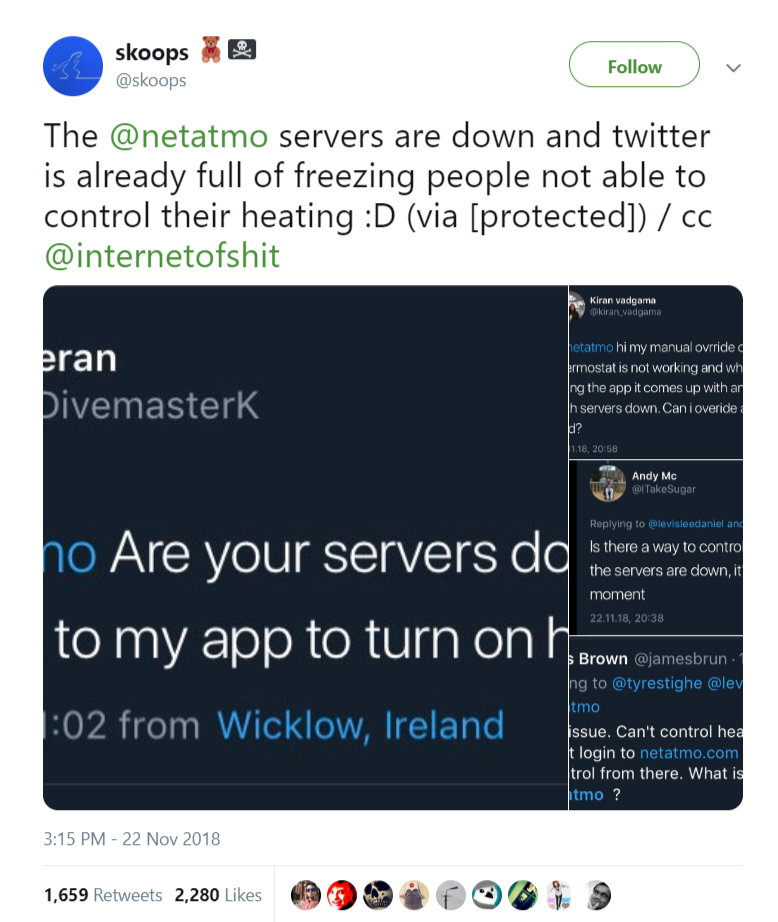 skoops
@skoops
Follow
The @netatmo servers are down and twitter
is already full of freezing people not able to
control their heating :D (via [protected]) / cc
@internetofshit
eran
DivemasterK
no Are your servers do
to my app to turn on h
:02 from Wicklow, Ireland
Kiran vadgama
@kiran_vadgama
netatmo hi my manual ovrride
ermostat is not working and wh
ng the app it comes up with an
h servers down. Can i overide a
d?
11.18, 20:58
Andy Mc
@ITakeSugar
Replying to @levisleedaniel and
Is there a way to control
the servers are down, it'
moment
22.11.18, 20:38
s Brown @jamesbrun ·
ng to @tyrestighe @lev
tmo
issue. Can't control hea
t login to netatmo.com
trol from there. What is
atmo ?
3:15 PM - 22 Nov 2018
1,659 Retweets 2,280 Likes